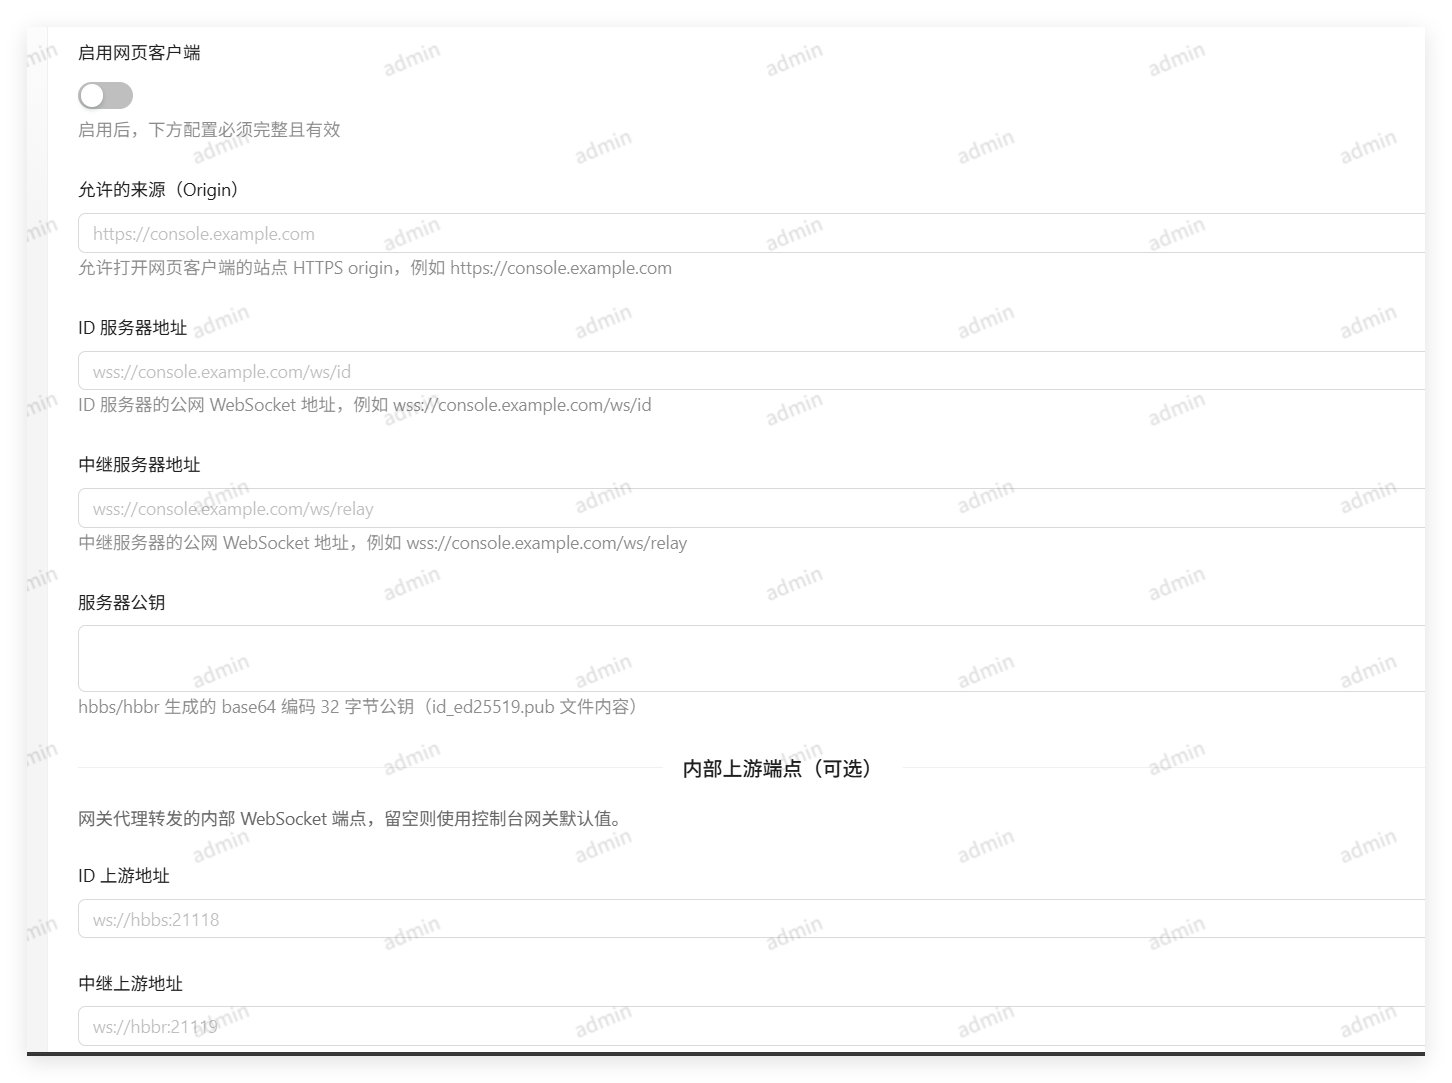 启用网页客户端
启用后，下方配置必须完整且有效
允许的来源（Origin）
https://console.example.com
允许打开网页客户端的站点 HTTPS origin，例如 https://console.example.com
ID 服务器地址
wss://console.example.com/ws/id
ID 服务器的公网 WebSocket 地址，例如 wss://console.example.com/ws/id
中继服务器地址
wss://console.example.com/ws/relay
中继服务器的公网 WebSocket 地址，例如 wss://console.example.com/ws/relay
服务器公钥
hbbs/hbbr 生成的 base64 编码 32 字节公钥（id_ed25519.pub 文件内容）
内部上游端点（可选）
网关代理转发的内部 WebSocket 端点，留空则使用控制台网关默认值。
ID 上游地址
ws://hbbs:21118
中继上游地址
ws://hbbr:21119
admin